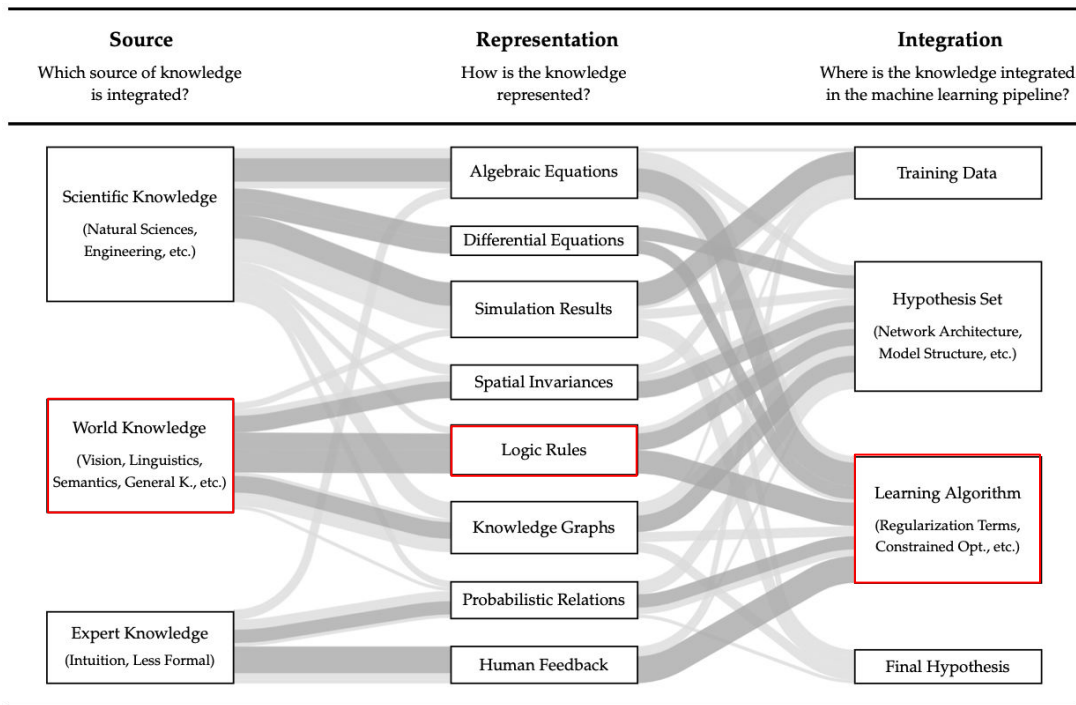 Source
Which source of knowledge
is integrated?
Representation
How is the knowledge
represented?
Integration
Where is the knowledge integrated
in the machine learning pipeline?
Scientific Knowledge
(Natural Sciences,
Engineering, etc.)
World Knowledge
(Vision, Linguistics,
Semantics, General K., etc.)
Expert Knowledge
(Intuition, Less Formal)
Algebraic Equations
Differential Equations
Simulation Results
Spatial Invariances
Logic Rules
Knowledge Graphs
Probabilistic Relations
Human Feedback
Training Data
Hypothesis Set
(Network Architecture,
Model Structure, etc.)
Learning Algorithm
(Regularization Terms,
Constrained Opt., etc.)
Final Hypothesis